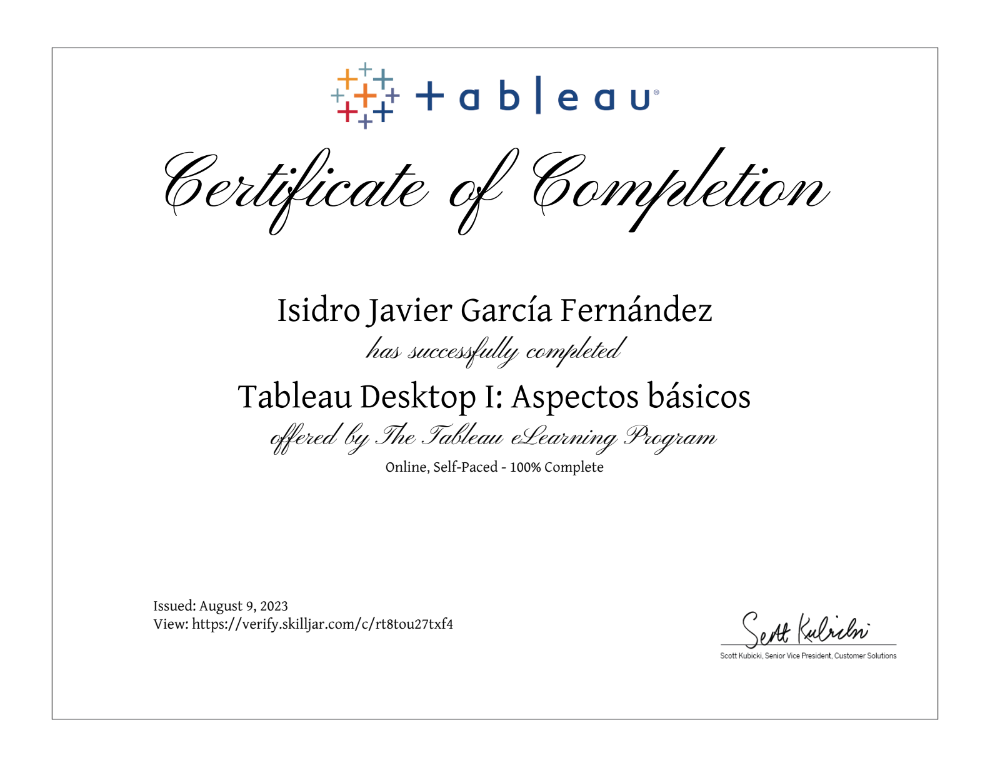 +ableau®
Certificate of Completion
Isidro Javier García Fernández
has successfully completed
Tableau Desktop I: Aspectos básicos
offered by The Tableau eLearning Program
Online, Self-Paced - 100% Complete
Issued: August 9, 2023
View: https://verify.skilljar.com/c/rt8tou27txf4
Scott Kubicki
Scott Kubicki, Senior Vice President, Customer Solutions